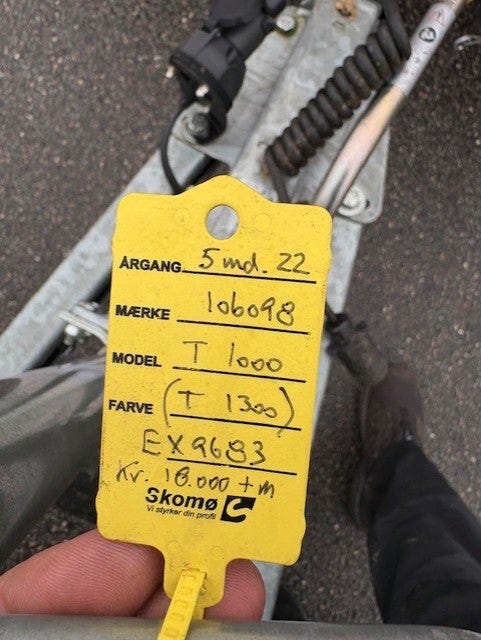 ÅRGANG 5 md. 22
MÆRKE 106098
MODEL T 1000
FARVE (T 1300)
EX9683
Kr. 18.000 + m
Skomø
Vi styrker din profil